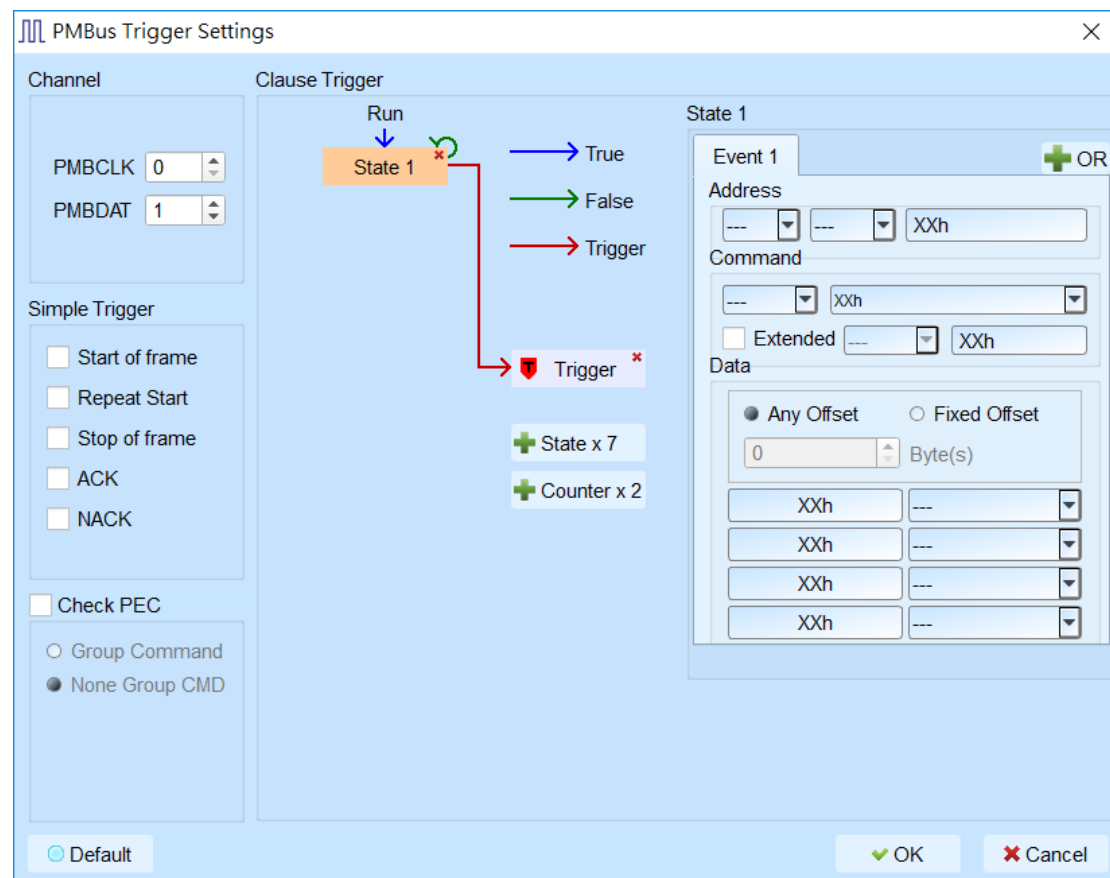 PMBus Trigger Settings
Channel
PMBCLK 0
PMBDAT 1
Simple Trigger
Start of frame
Repeat Start
Stop of frame
ACK
NACK
Check PEC
Group Command
None Group CMD
Clause Trigger
Run
State 1
True
False
Trigger
T Trigger
State x 7
Counter x 2
State 1
Event 1
OR
Address
--- --- XXh
Command
--- XXh
Extended --- XXh
Data
Any Offset Fixed Offset
0 Byte(s)
XXh ---
XXh ---
XXh ---
XXh ---
Default
OK
Cancel